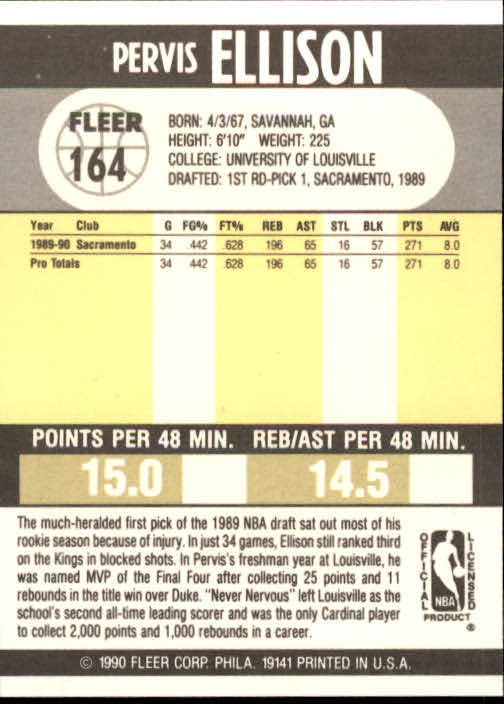 PERVIS ELLISON
FLEER
164
BORN: 4/3/67, SAVANNAH, GA
HEIGHT: 6'10" WEIGHT: 225
COLLEGE: UNIVERSITY OF LOUISVILLE
DRAFTED: 1ST RD-PICK 1, SACRAMENTO, 1989
Year Club G FG% FT% REB AST STL BLK PTS AVG
1989-90 Sacramento 34 .442 .628 196 65 16 57 271 8.0
Pro Totals 34 .442 .628 196 65 16 57 271 8.0
POINTS PER 48 MIN. REB/AST PER 48 MIN.
15.0 14.5
The much-heralded first pick of the 1989 NBA draft sat out most of his
rookie season because of injury. In just 34 games, Ellison still ranked third
on the Kings in blocked shots. In Pervis's freshman year at Louisville, he
was named MVP of the Final Four after collecting 25 points and 11
rebounds in the title win over Duke. "Never Nervous" left Louisville as the
school's second all-time leading scorer and was the only Cardinal player
to collect 2,000 points and 1,000 rebounds in a career.
OFFICIAL
LICENSED
NBA
PRODUCT
®
© 1990 FLEER CORP. PHILA. 19141 PRINTED IN U.S.A.